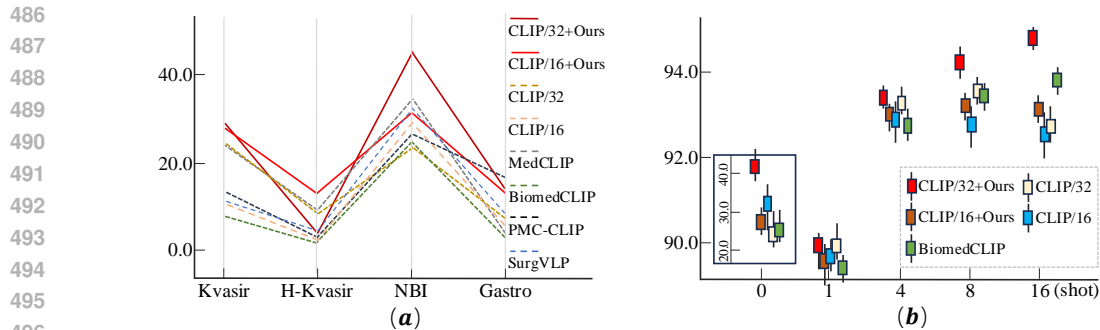 486
487
488
489
490
491
492
493
494
495
40.0
20.0
0.0
Kvasir H-Kvasir NBI Gastro
CLIP/32+Ours
CLIP/16+Ours
CLIP/32
CLIP/16
MedCLIP
BiomedCLIP
PMC-CLIP
SurgVLP
(a)
94.0
92.0
90.0
40.0
30.0
20.0
CLIP/32+Ours CLIP/32
CLIP/16+Ours CLIP/16
BiomedCLIP
0 1 4 8 16 (shot)
(b)